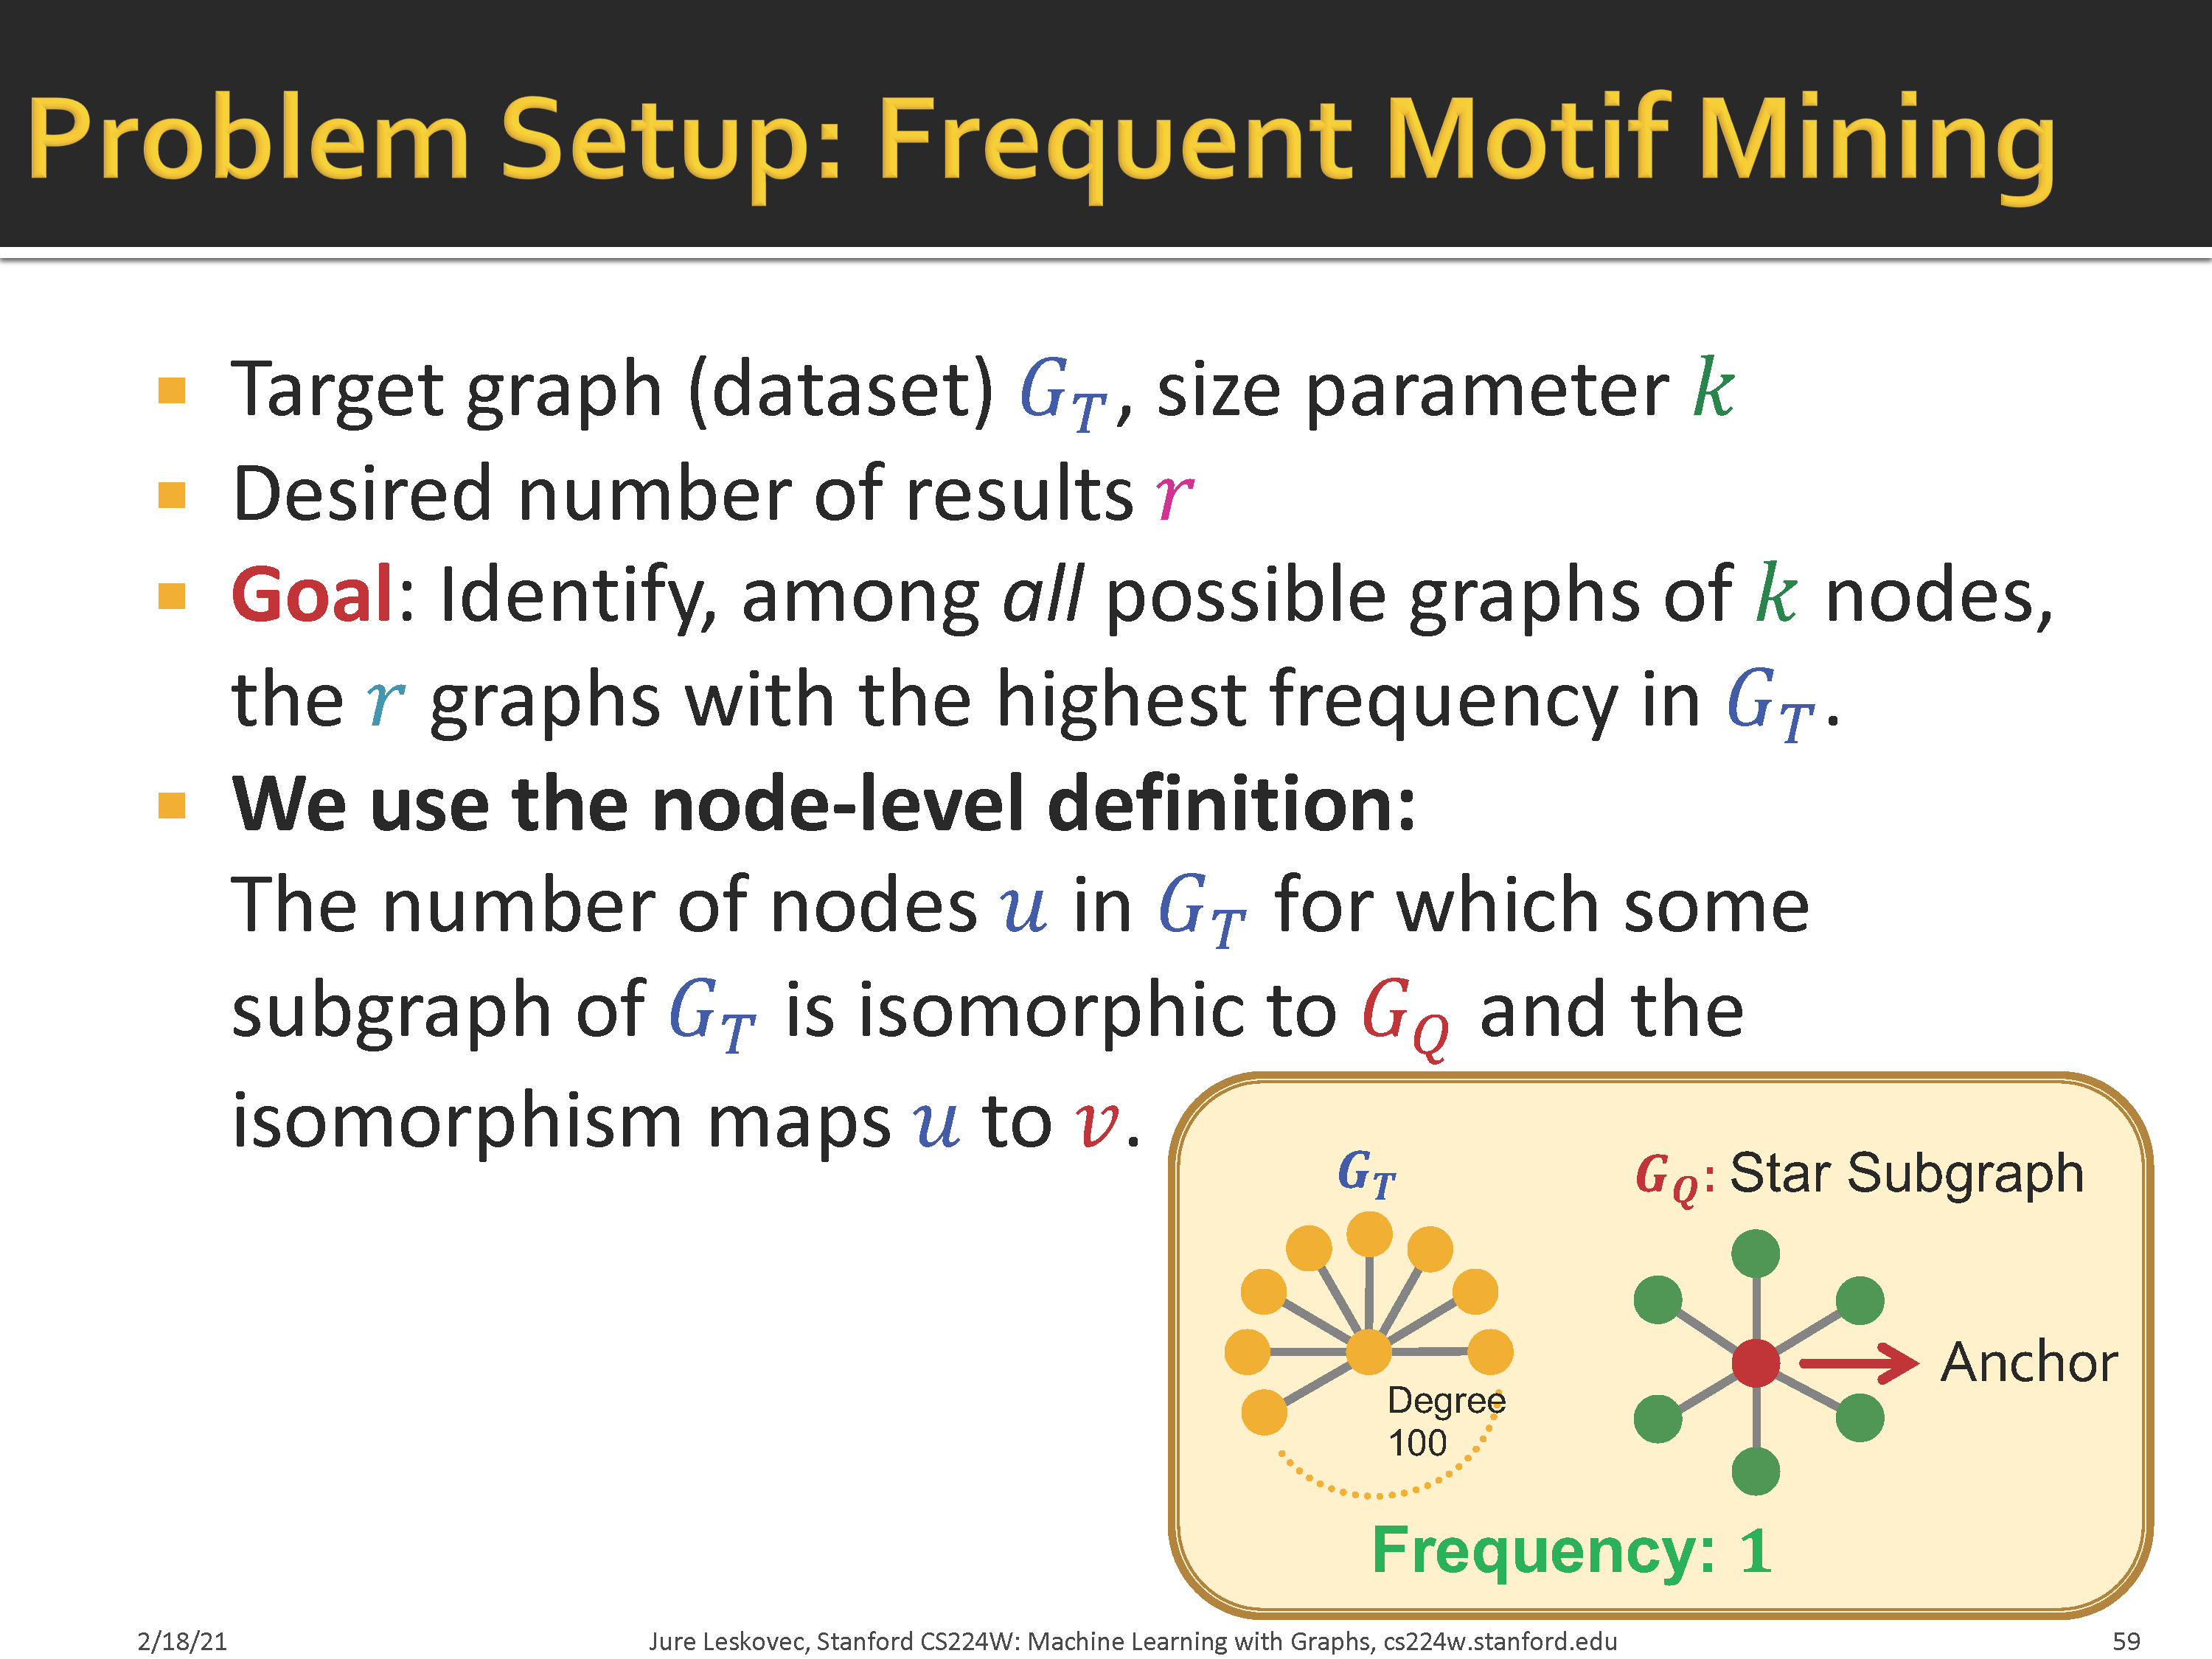 Problem Setup: Frequent Motif Mining
▪ Target graph (dataset) G_T, size parameter k
▪ Desired number of results r
▪ Goal: Identify, among all possible graphs of k nodes,
the r graphs with the highest frequency in G_T.
▪ We use the node-level definition:
The number of nodes u in G_T for which some
subgraph of G_T is isomorphic to G_Q and the
isomorphism maps u to v.
G_T
G_Q: Star Subgraph
Anchor
Degree
100
Frequency: 1
2/18/21
Jure Leskovec, Stanford CS224W: Machine Learning with Graphs, cs224w.stanford.edu
59